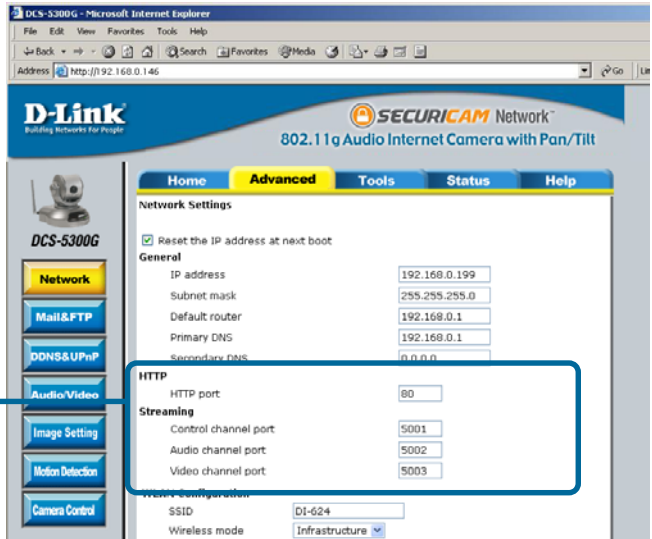 DCS-5300G - Microsoft Internet Explorer
File Edit View Favorites Tools Help
Back Search Favorites Media
Address http://192.168.0.146 Go
D-Link
Building Networks for People
SECURICAM Network™
802.11g Audio Internet Camera with Pan/Tilt
Home Advanced Tools Status Help
DCS-5300G
Network
Mail&FTP
DDNS&UPnP
Audio/Video
Image Setting
Motion Detection
Camera Control
Network Settings
Reset the IP address at next boot
General
IP address 192.168.0.199
Subnet mask 255.255.255.0
Default router 192.168.0.1
Primary DNS 192.168.0.1
Secondary DNS 0.0.0.0
HTTP
HTTP port 80
Streaming
Control channel port 5001
Audio channel port 5002
Video channel port 5003
WLAN Configuration
SSID DI-624
Wireless mode Infrastructure